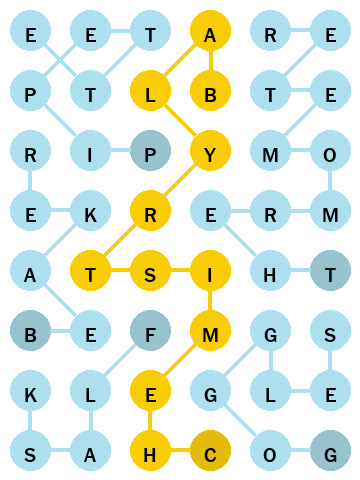 E E T A R E
P T L B T E
R I P Y M O
E K R E R M
A T S I H T
B E F M G S
K L E G L E
S A H C O G